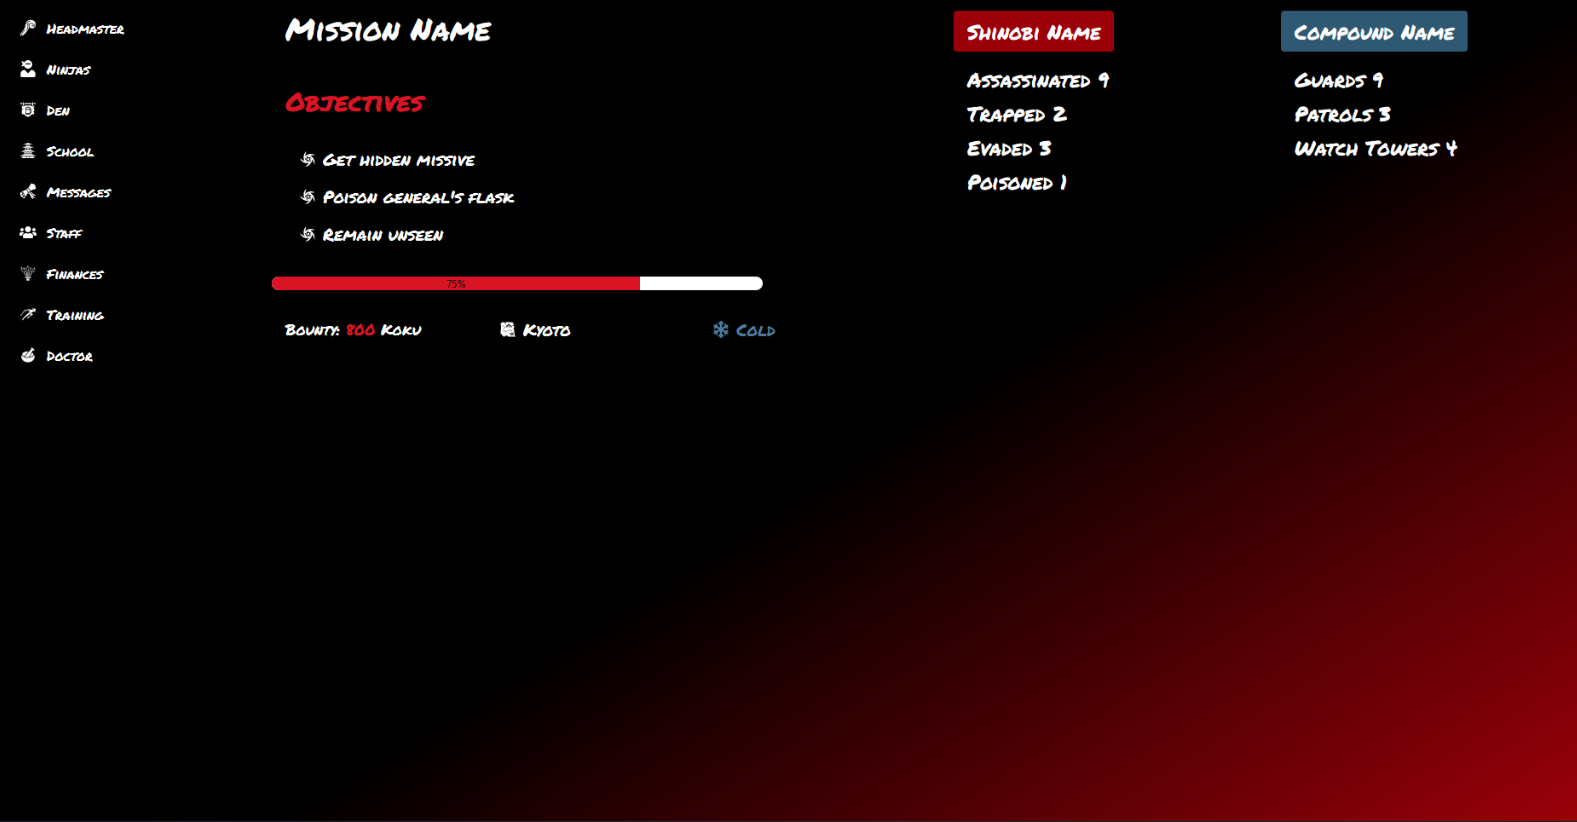 Headmaster
Ninjas
Den
School
Messages
Staff
Finances
Training
Doctor
Mission Name
Objectives
Get hidden missive
Poison general's flask
Remain unseen
75%
Bounty: 800 Koku
Kyoto
Cold
Shinobi Name
Assassinated 9
Trapped 2
Evaded 3
Poisoned 1
Compound Name
Guards 9
Patrols 3
Watch Towers 4